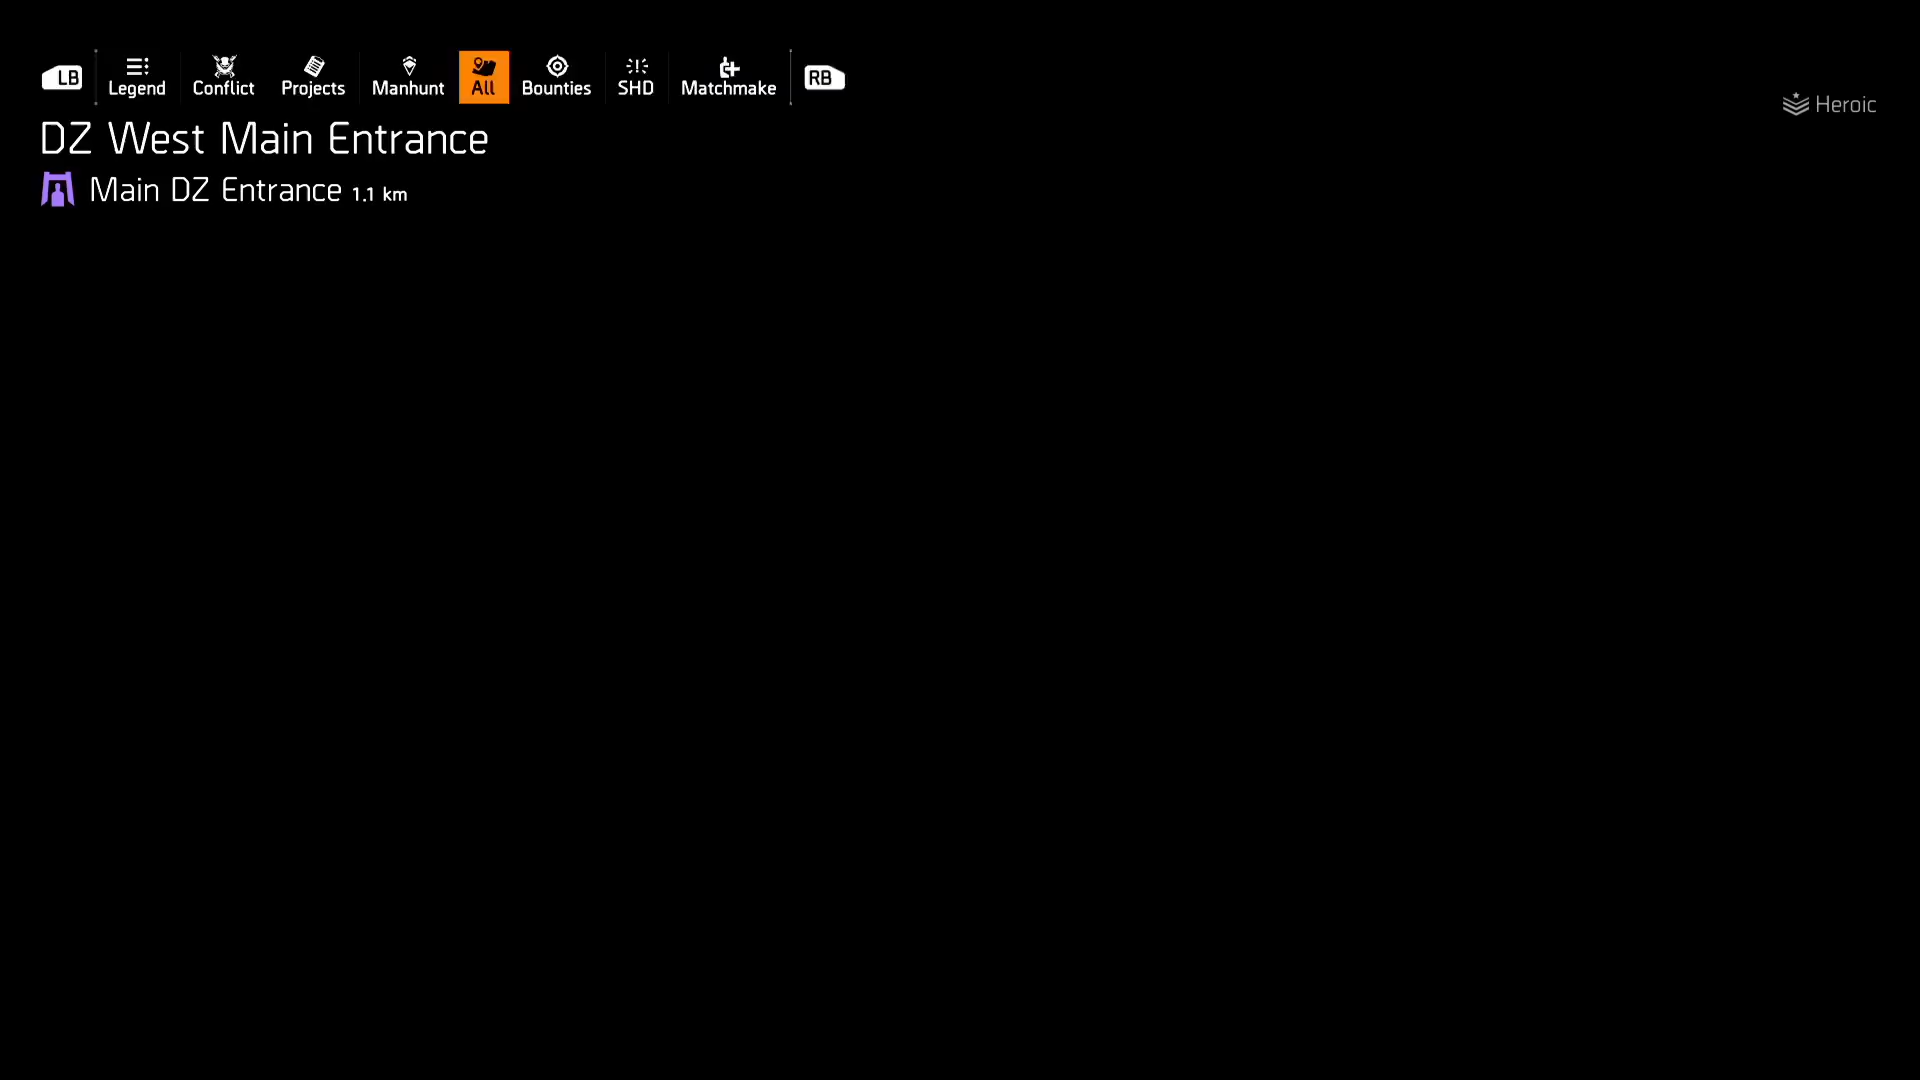 LB Legend Conflict Projects Manhunt All Bounties SHD Matchmake RB
Heroic
DZ West Main Entrance
Main DZ Entrance 1.1 km